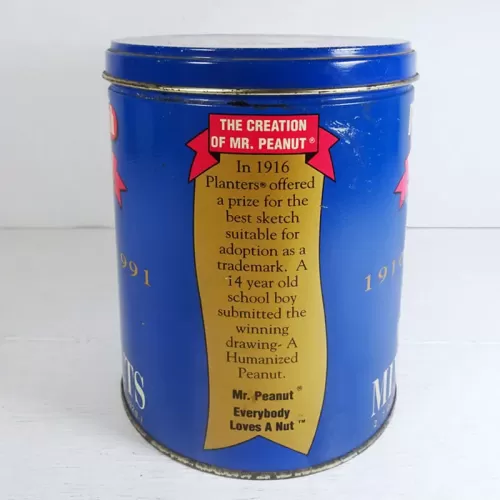 THE CREATION
OF MR. PEANUT®
In 1916
Planters® offered
a prize for the
best sketch
suitable for
adoption as a
trademark. A
14 year old
school boy
submitted the
winning
drawing- A
Humanized
Peanut.
Mr. Peanut®
Everybody
Loves A Nut™